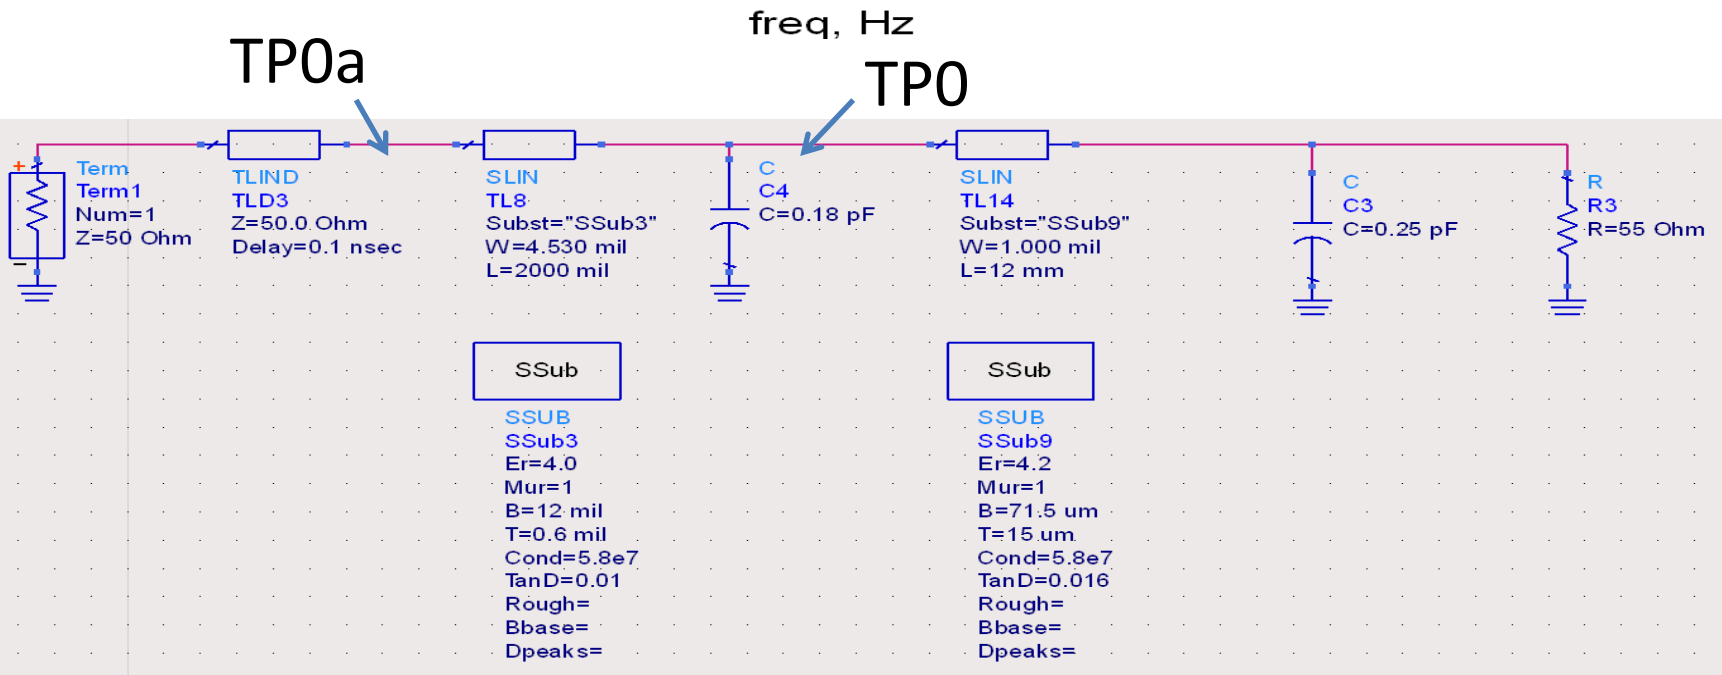 freq, Hz
TP0a
TP0
+
Term
Term1
Num=1
Z=50 Ohm
−
TLIND
TLD3
Z=50.0 Ohm
Delay=0.1 nsec
SLIN
TL8
Subst="SSub3"
W=4.530 mil
L=2000 mil
C
C4
C=0.18 pF
SLIN
TL14
Subst="SSub9"
W=1.000 mil
L=12 mm
C
C3
C=0.25 pF
R
R3
R=55 Ohm
SSub
SSUB
SSub3
Er=4.0
Mur=1
B=12 mil
T=0.6 mil
Cond=5.8e7
TanD=0.01
Rough=
Bbase=
Dpeaks=
SSub
SSUB
SSub9
Er=4.2
Mur=1
B=71.5 um
T=15 um
Cond=5.8e7
TanD=0.016
Rough=
Bbase=
Dpeaks=